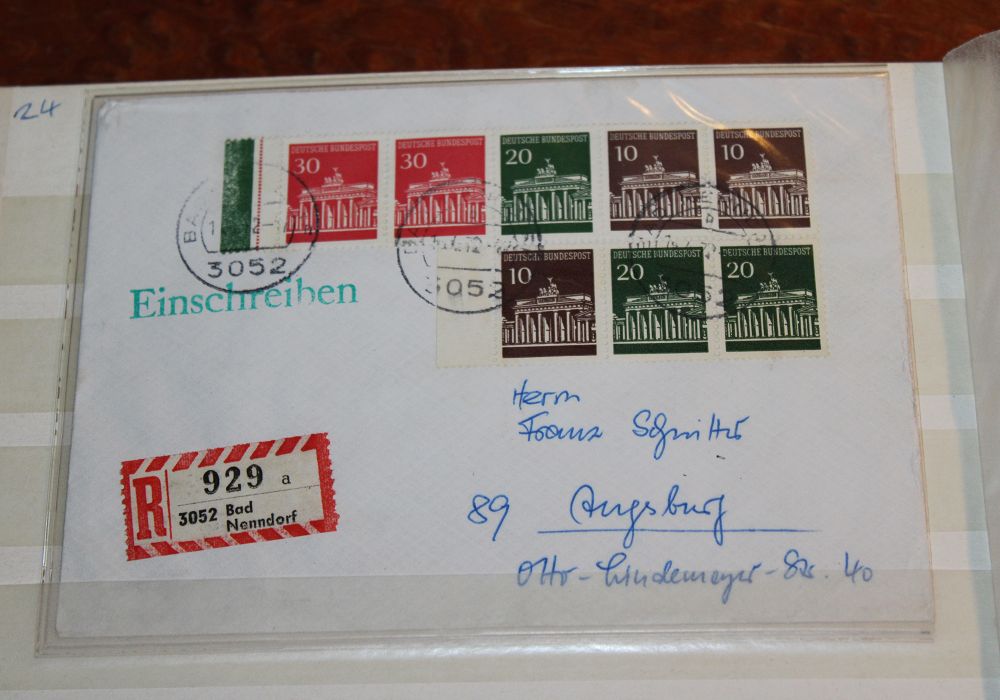 24
DEUTSCHE BUNDESPOST
30
DEUTSCHE BUNDESPOST
30
DEUTSCHE BUNDESPOST
20
DEUTSCHE BUNDESPOST
10
DEUTSCHE BUNDESPOST
10
3052
3052
Einschreiben
DEUTSCHE BUNDESPOST
10
DEUTSCHE BUNDESPOST
20
DEUTSCHE BUNDESPOST
20
Herrn
Franz Schmitter
89 Augsburg
Otto-Lindemeyer-Str. 40
R
929 a
3052 Bad
Nenndorf